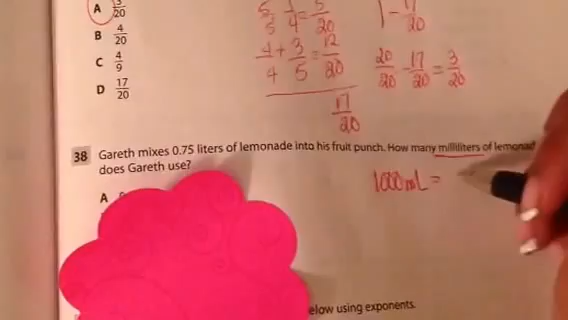 A 3/20
B 4/20
C 4/9
D 17/20
5/5 1/4 = 5/20
4/4 + 3/5 = 12/20
17/20
1 - 17/20
20/20 - 17/20 = 3/20
38 Gareth mixes 0.75 liters of lemonade into his fruit punch. How many milliliters of lemonad
does Gareth use?
1000mL =
A
elow using exponents.